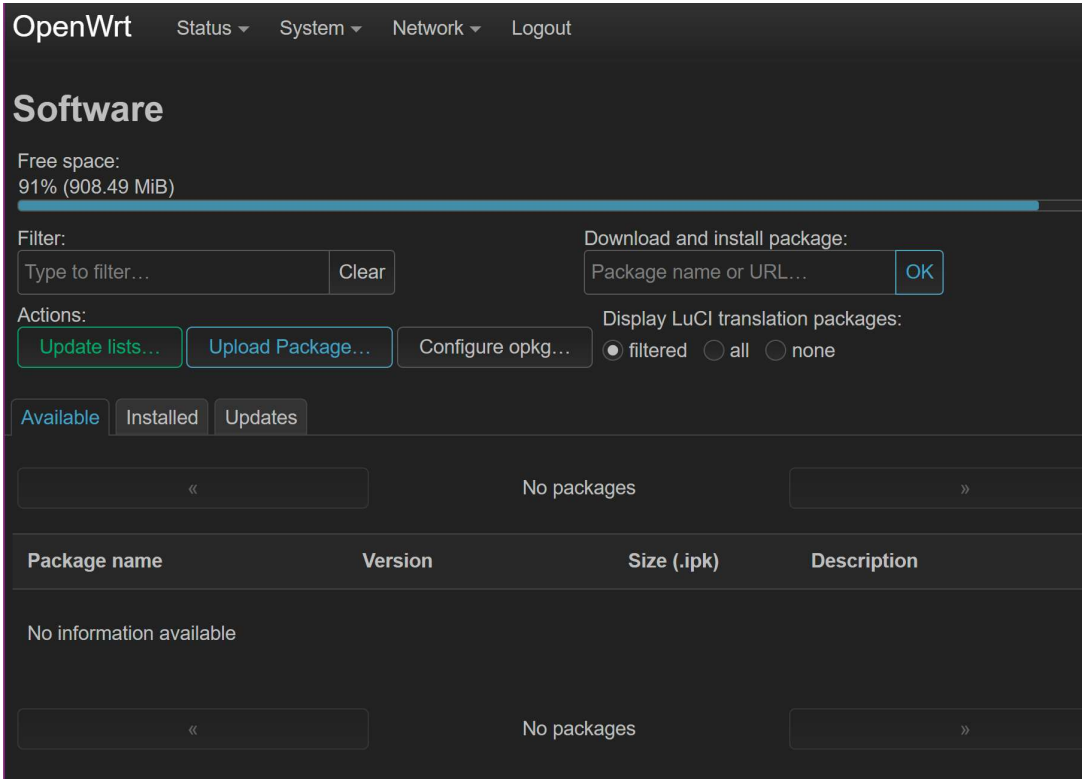 OpenWrt Status System Network Logout
Software
Free space:
91% (908.49 MiB)
Filter:
Type to filter…
Clear
Download and install package:
Package name or URL…
OK
Actions:
Update lists…
Upload Package…
Configure opkg…
Display LuCI translation packages:
filtered all none
Available Installed Updates
« No packages »
Package name Version Size (.ipk) Description
No information available
« No packages »